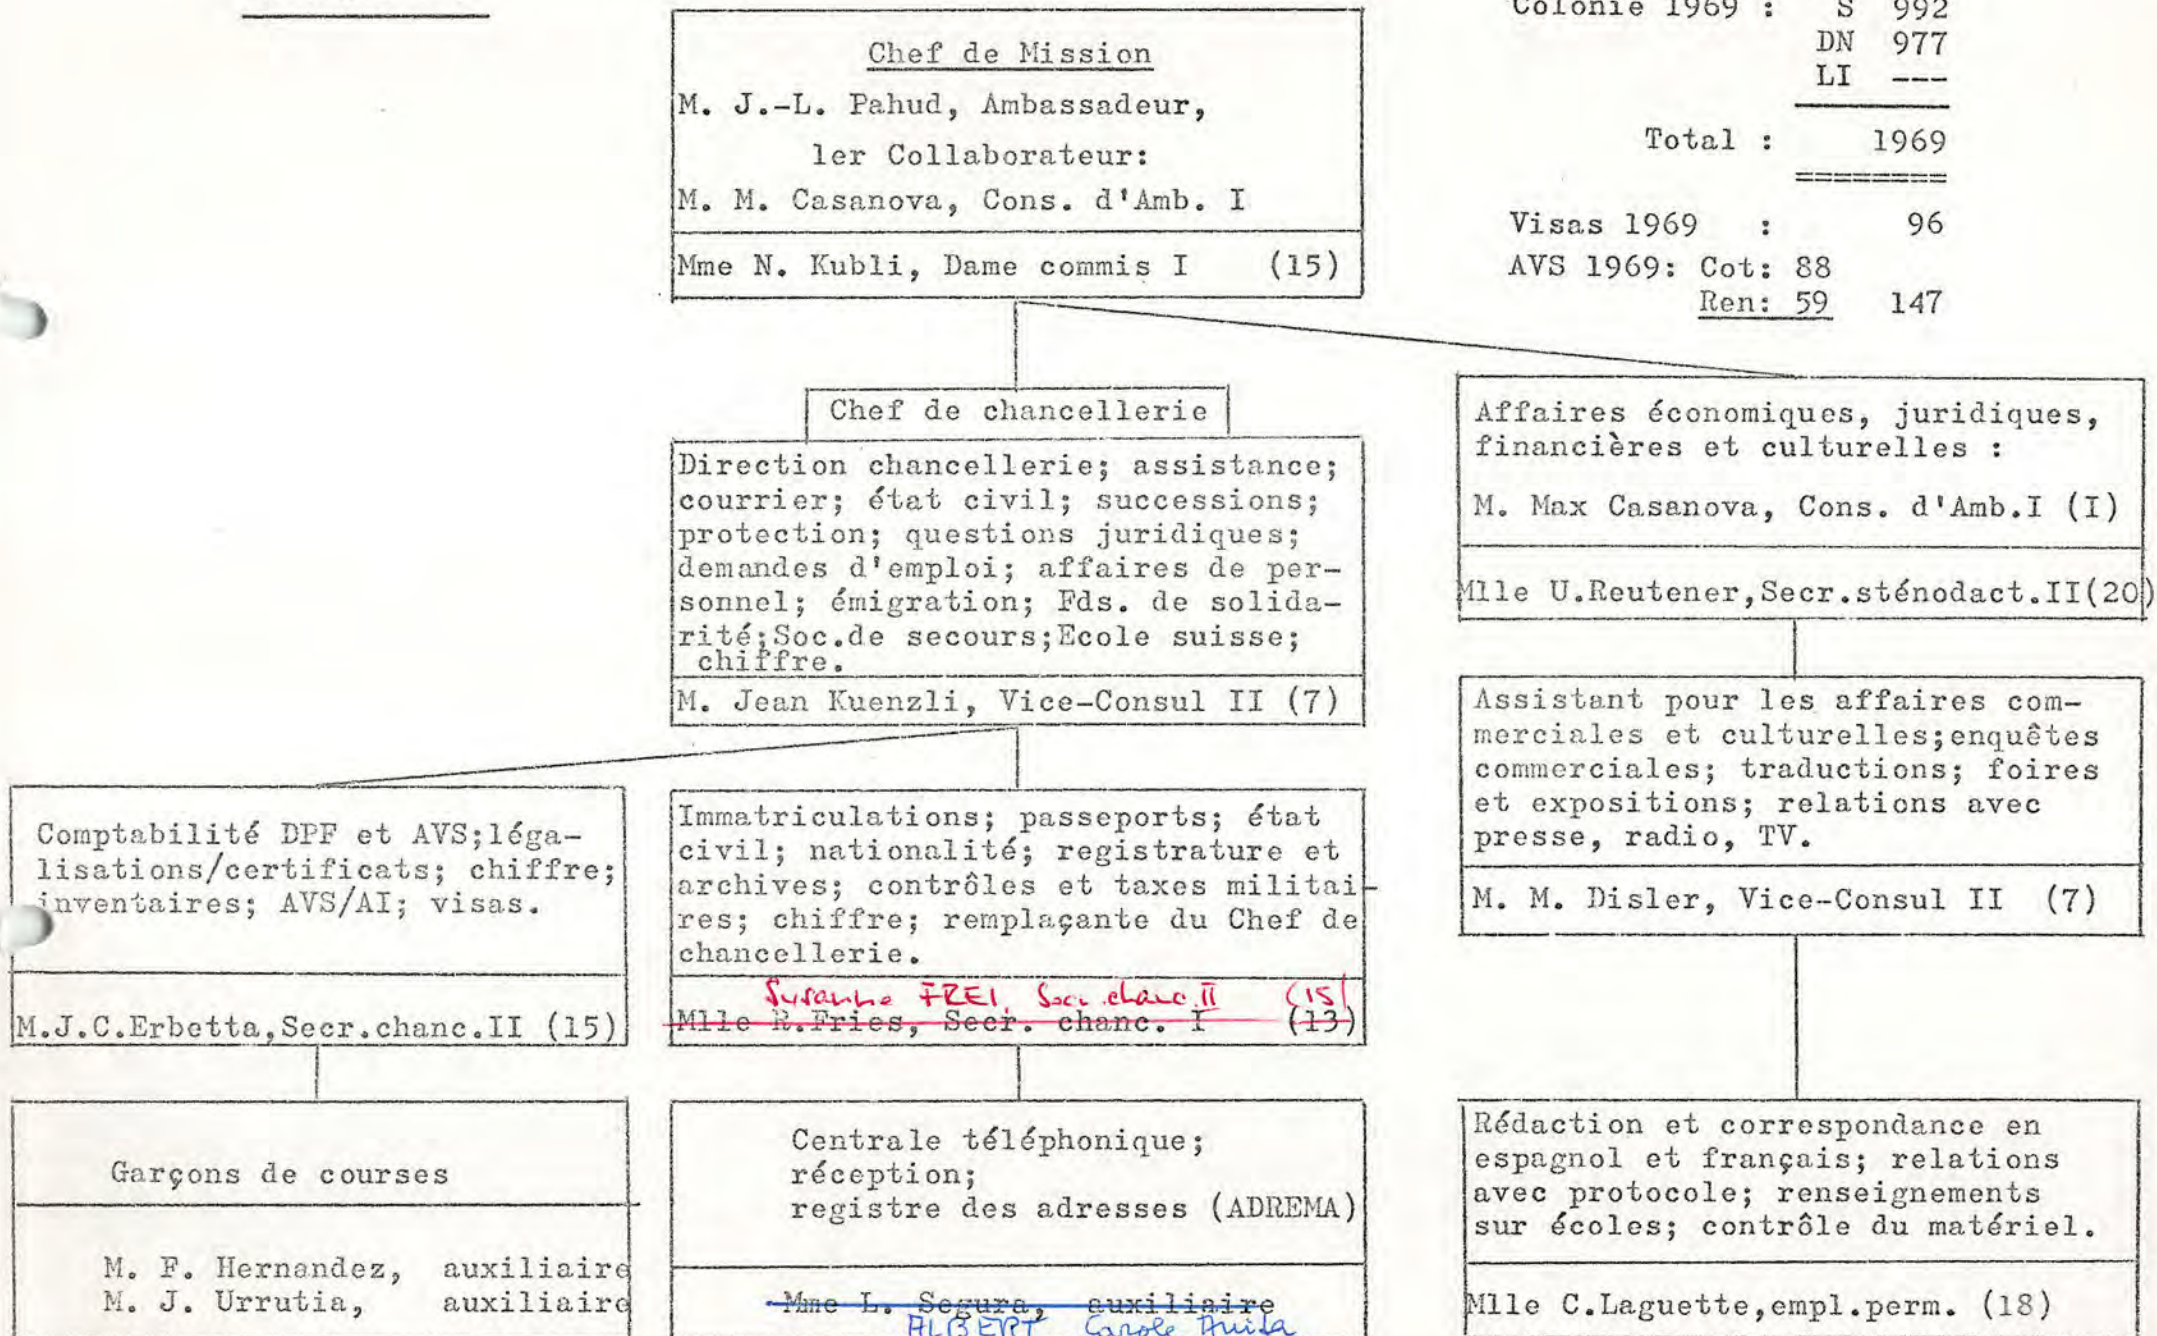 Colonie 1969 : S 992
DN 977
LI ---
Total : 1969
========
Visas 1969 : 96
AVS 1969: Cot: 88
Ren: 59 147
Chef de Mission
M. J.-L. Pahud, Ambassadeur,
1er Collaborateur:
M. M. Casanova, Cons. d'Amb. I
Mme N. Kubli, Dame commis I (15)
Chef de chancellerie
Direction chancellerie; assistance;
courrier; état civil; successions;
protection; questions juridiques;
demandes d'emploi; affaires de per-
sonnel; émigration; Fds. de solida-
rité;Soc.de secours;Ecole suisse;
chiffre.
M. Jean Kuenzli, Vice-Consul II (7)
Affaires économiques, juridiques,
financières et culturelles :
M. Max Casanova, Cons. d'Amb.I (I)
Mlle U.Reutener,Secr.sténodact.II(20)
Assistant pour les affaires com-
merciales et culturelles;enquêtes
commerciales; traductions; foires
et expositions; relations avec
presse, radio, TV.
M. M. Disler, Vice-Consul II (7)
Comptabilité DPF et AVS;léga-
lisations/certificats; chiffre;
inventaires; AVS/AI; visas.
M.J.C.Erbetta,Secr.chanc.II (15)
Immatriculations; passeports; état
civil; nationalité; registrature et
archives; contrôles et taxes militai-
res; chiffre; remplaçante du Chef de
chancellerie.
Susanne FREI, Secr. chanc. II (15)
Mlle R.Fries, Secr. chanc. I (13)
Garçons de courses
M. F. Hernandez, auxiliaire
M. J. Urrutia, auxiliaire
Centrale téléphonique;
réception;
registre des adresses (ADREMA)
Mme L. Segura, auxiliaire
ALBERT Carole Anita
Rédaction et correspondance en
espagnol et français; relations
avec protocole; renseignements
sur écoles; contrôle du matériel.
Mlle C.Laguette,empl.perm. (18)